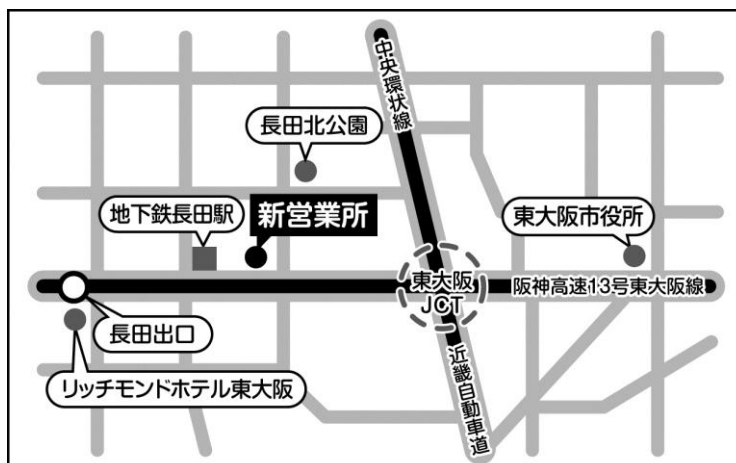 中央環状線
長田北公園
地下鉄長田駅
新営業所
東大阪市役所
東大阪
JCT
阪神高速13号東大阪線
長田出口
リッチモンドホテル東大阪
近畿自動車道